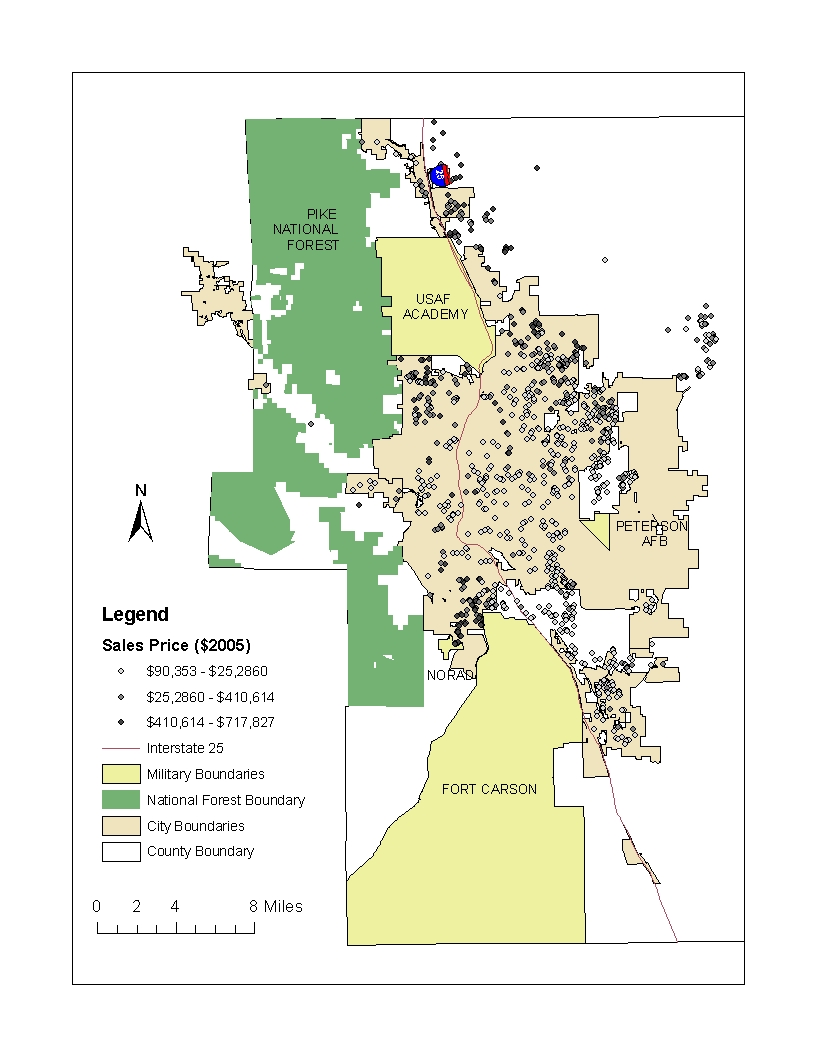 25
PIKE
NATIONAL
FOREST
USAF
ACADEMY
N
PETERSON
AFB
Legend
Sales Price ($2005)
$90,353 - $25,2860
$25,2860 - $410,614
$410,614 - $717,827
Interstate 25
Military Boundaries
National Forest Boundary
City Boundaries
County Boundary
NORAD
FORT CARSON
0 2 4 8 Miles